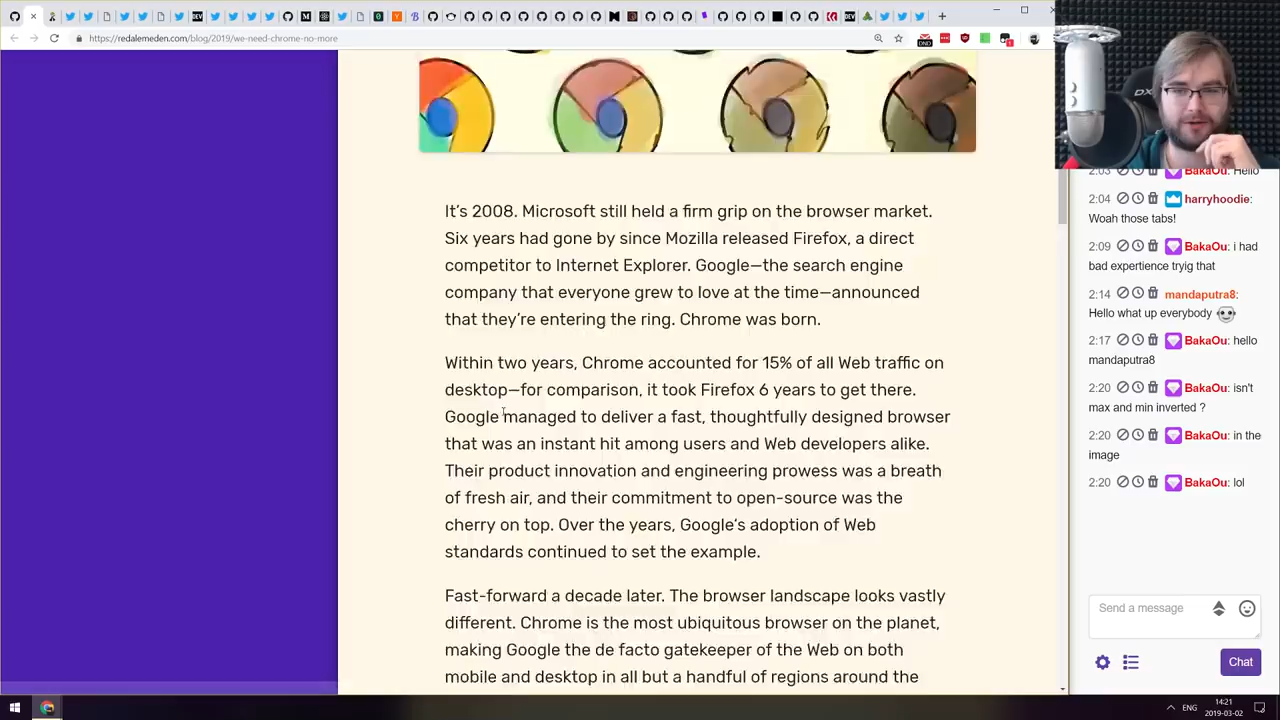 https://redalemeden.com/blog/2019/we-need-chrome-no-more
It's 2008. Microsoft still held a firm grip on the browser market.
Six years had gone by since Mozilla released Firefox, a direct
competitor to Internet Explorer. Google—the search engine
company that everyone grew to love at the time—announced
that they're entering the ring. Chrome was born.
Within two years, Chrome accounted for 15% of all Web traffic on
desktop—for comparison, it took Firefox 6 years to get there.
Google managed to deliver a fast, thoughtfully designed browser
that was an instant hit among users and Web developers alike.
Their product innovation and engineering prowess was a breath
of fresh air, and their commitment to open-source was the
cherry on top. Over the years, Google's adoption of Web
standards continued to set the example.
Fast-forward a decade later. The browser landscape looks vastly
different. Chrome is the most ubiquitous browser on the planet,
making Google the de facto gatekeeper of the Web on both
mobile and desktop in all but a handful of regions around the
2:03 BakaOu: Hello
2:04 harryhoodie:
Woah those tabs!
2:09 BakaOu: i had
bad expertience tryig that
2:14 mandaputra8:
Hello what up everybody
2:17 BakaOu: hello
mandaputra8
2:20 BakaOu: isn't
max and min inverted ?
2:20 BakaOu: in the
image
2:20 BakaOu: lol
Send a message
Chat
ENG
14:21
2019-03-02